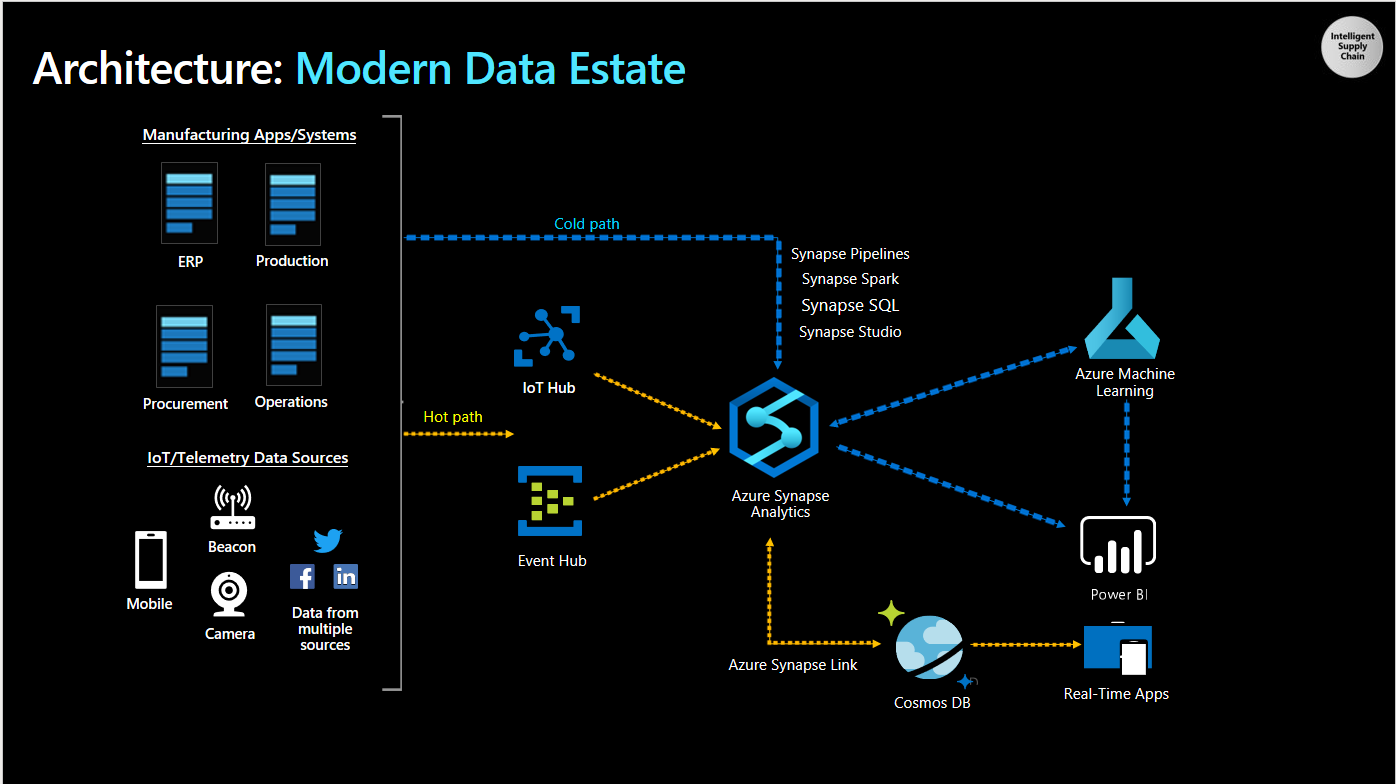 Architecture: Modern Data Estate
Intelligent
Supply
Chain
Manufacturing Apps/Systems
ERP
Production
Procurement
Operations
IoT/Telemetry Data Sources
Beacon
Mobile
Camera
f
in
Data from
multiple
sources
Cold path
Hot path
IoT Hub
Event Hub
Synapse Pipelines
Synapse Spark
Synapse SQL
Synapse Studio
Azure Synapse
Analytics
Azure Machine
Learning
Power BI
Azure Synapse Link
Cosmos DB
Real-Time Apps